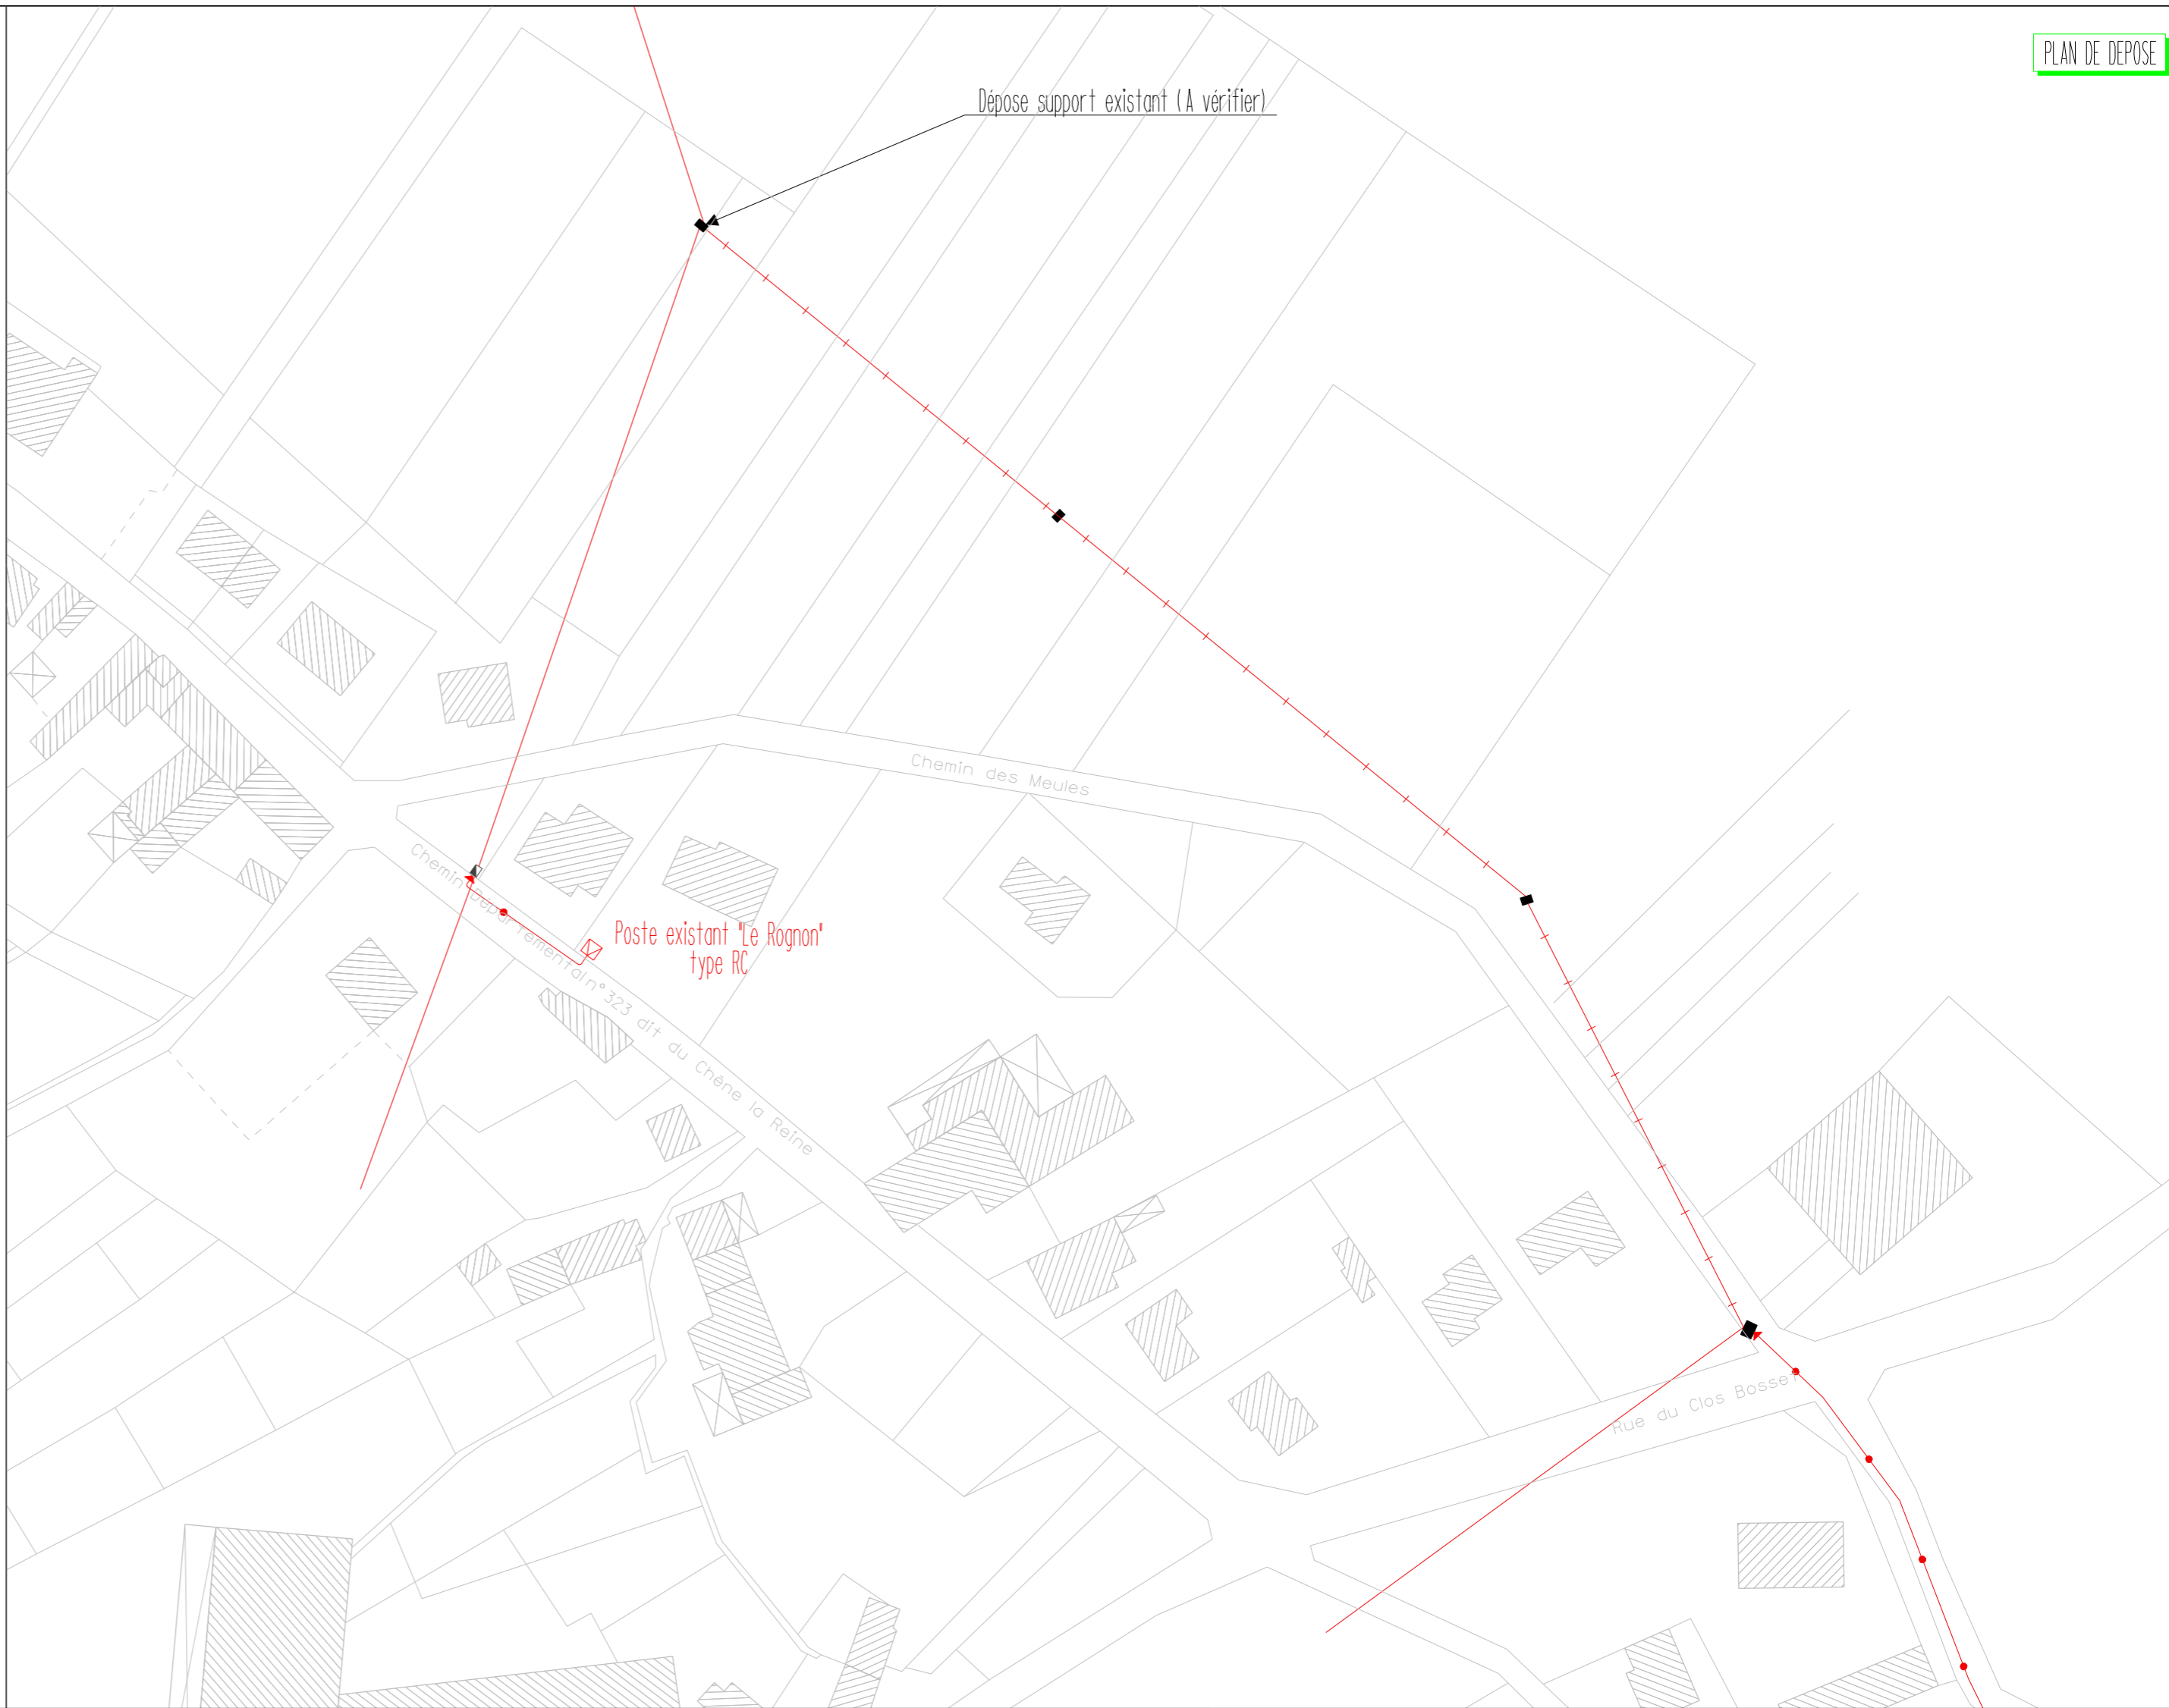 PLAN DE DEPOSE
Dépose support existant (A vérifier)
Chemin des Meules
Chemin Départemental n°323 dit du Chêne la Reine
Poste existant "Le Rognon"
type RC
Rue du Clos Bosset